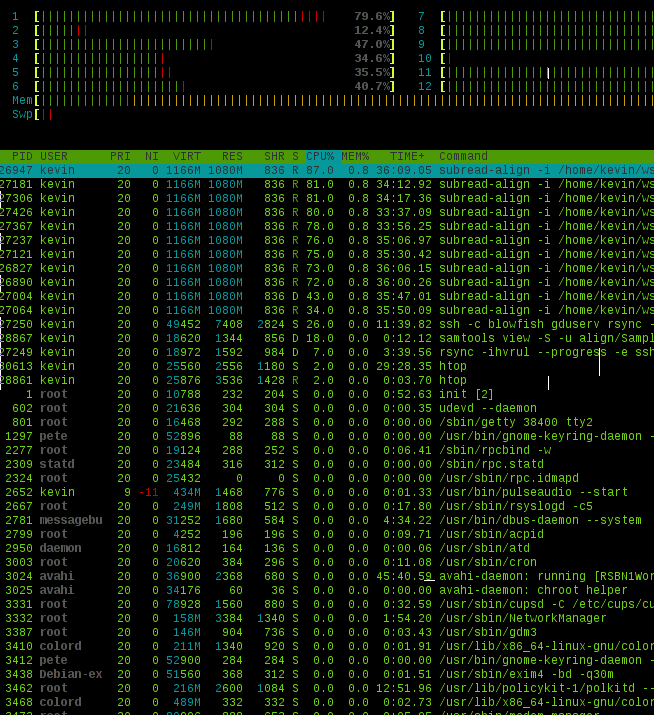 1 [ 79.6%] 7 [
2 [ 12.4%] 8 [
3 [ 47.0%] 9 [
4 [ 34.6%] 10 [
5 [ 35.5%] 11 [
6 [ 40.7%] 12 [
Mem[
Swp[
PID USER PRI NI VIRT RES SHR S CPU% MEM% TIME+ Command
26947 kevin 20 0 1166M 1080M 836 R 87.0 0.8 36:09.05 subread-align -i /home/kevin/ws
27181 kevin 20 0 1166M 1080M 836 R 81.0 0.8 34:12.92 subread-align -i /home/kevin/ws
27306 kevin 20 0 1166M 1080M 836 R 81.0 0.8 34:17.36 subread-align -i /home/kevin/ws
27426 kevin 20 0 1166M 1080M 836 R 80.0 0.8 33:37.09 subread-align -i /home/kevin/ws
27367 kevin 20 0 1166M 1080M 836 R 78.0 0.8 33:56.25 subread-align -i /home/kevin/ws
27237 kevin 20 0 1166M 1080M 836 R 76.0 0.8 35:06.97 subread-align -i /home/kevin/ws
27121 kevin 20 0 1166M 1080M 836 R 75.0 0.8 35:30.42 subread-align -i /home/kevin/ws
26827 kevin 20 0 1166M 1080M 836 R 73.0 0.8 36:06.15 subread-align -i /home/kevin/ws
26890 kevin 20 0 1166M 1080M 836 R 72.0 0.8 36:00.26 subread-align -i /home/kevin/ws
27004 kevin 20 0 1166M 1080M 836 D 43.0 0.8 35:47.01 subread-align -i /home/kevin/ws
27064 kevin 20 0 1166M 1080M 836 R 34.0 0.8 35:50.09 subread-align -i /home/kevin/ws
27250 kevin 20 0 49452 7408 2824 S 26.0 0.0 11:39.82 ssh -c blowfish gduserv rsync -
28867 kevin 20 0 18620 1344 856 D 18.0 0.0 0:12.12 samtools view -S -u align/Sampl
27249 kevin 20 0 18972 1592 984 D 7.0 0.0 3:39.56 rsync -ihvrul --progress -e ssh
30613 kevin 20 0 25560 2556 1180 S 2.0 0.0 29:28.35 htop
28861 kevin 20 0 25876 3536 1428 R 2.0 0.0 0:03.70 htop
1 root 20 0 10788 232 204 S 0.0 0.0 0:52.63 init [2]
602 root 20 0 21636 304 304 S 0.0 0.0 0:00.35 udevd --daemon
801 root 20 0 16468 292 288 S 0.0 0.0 0:00.00 /sbin/getty 38400 tty2
1297 pete 20 0 52896 88 88 S 0.0 0.0 0:00.00 /usr/bin/gnome-keyring-daemon -
2277 root 20 0 19124 288 252 S 0.0 0.0 0:06.41 /sbin/rpcbind -w
2309 statd 20 0 23484 316 312 S 0.0 0.0 0:00.00 /sbin/rpc.statd
2324 root 20 0 25432 0 0 S 0.0 0.0 0:00.00 /usr/sbin/rpc.idmapd
2652 kevin 9 -11 434M 1468 776 S 0.0 0.0 0:01.33 /usr/bin/pulseaudio --start
2667 root 20 0 249M 1808 512 S 0.0 0.0 0:17.80 /usr/sbin/rsyslogd -c5
2781 messagebu 20 0 31252 1680 584 S 0.0 0.0 4:34.22 /usr/bin/dbus-daemon --system
2799 root 20 0 4252 196 196 S 0.0 0.0 0:09.71 /usr/sbin/acpid
2950 daemon 20 0 16812 164 136 S 0.0 0.0 0:00.06 /usr/sbin/atd
3003 root 20 0 20620 384 296 S 0.0 0.0 0:11.08 /usr/sbin/cron
3024 avahi 20 0 36900 2368 680 S 0.0 0.0 45:40.59 avahi-daemon: running [RSBN1Wor
3025 avahi 20 0 34176 60 36 S 0.0 0.0 0:00.00 avahi-daemon: chroot helper
3331 root 20 0 78928 1560 880 S 0.0 0.0 0:32.59 /usr/sbin/cupsd -C /etc/cups/cu
3332 root 20 0 158M 3384 1340 S 0.0 0.0 1:54.20 /usr/sbin/NetworkManager
3387 root 20 0 146M 904 736 S 0.0 0.0 0:03.43 /usr/sbin/gdm3
3410 colord 20 0 211M 1340 920 S 0.0 0.0 0:01.91 /usr/lib/x86_64-linux-gnu/color
3412 pete 20 0 52900 284 284 S 0.0 0.0 0:00.00 /usr/bin/gnome-keyring-daemon -
3438 Debian-ex 20 0 51560 368 312 S 0.0 0.0 0:01.51 /usr/sbin/exim4 -bd -q30m
3462 root 20 0 216M 2600 1084 S 0.0 0.0 12:51.96 /usr/lib/policykit-1/polkitd --
3468 colord 20 0 489M 332 332 S 0.0 0.0 0:02.73 /usr/lib/x86_64-linux-gnu/color